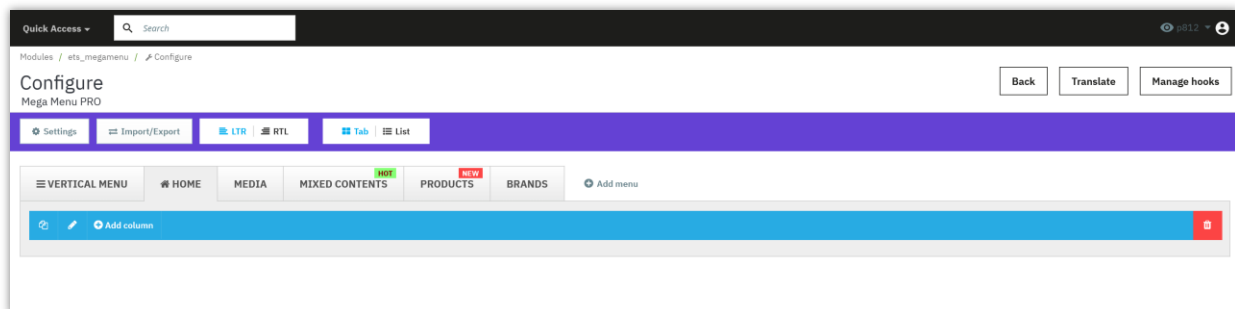 Quick Access
Search
p812
Modules / ets_megamenu / Configure
Configure
Mega Menu PRO
Back
Translate
Manage hooks
Settings
Import/Export
LTR
RTL
Tab
List
VERTICAL MENU
HOME
MEDIA
HOT
MIXED CONTENTS
NEW
PRODUCTS
BRANDS
Add menu
Add column